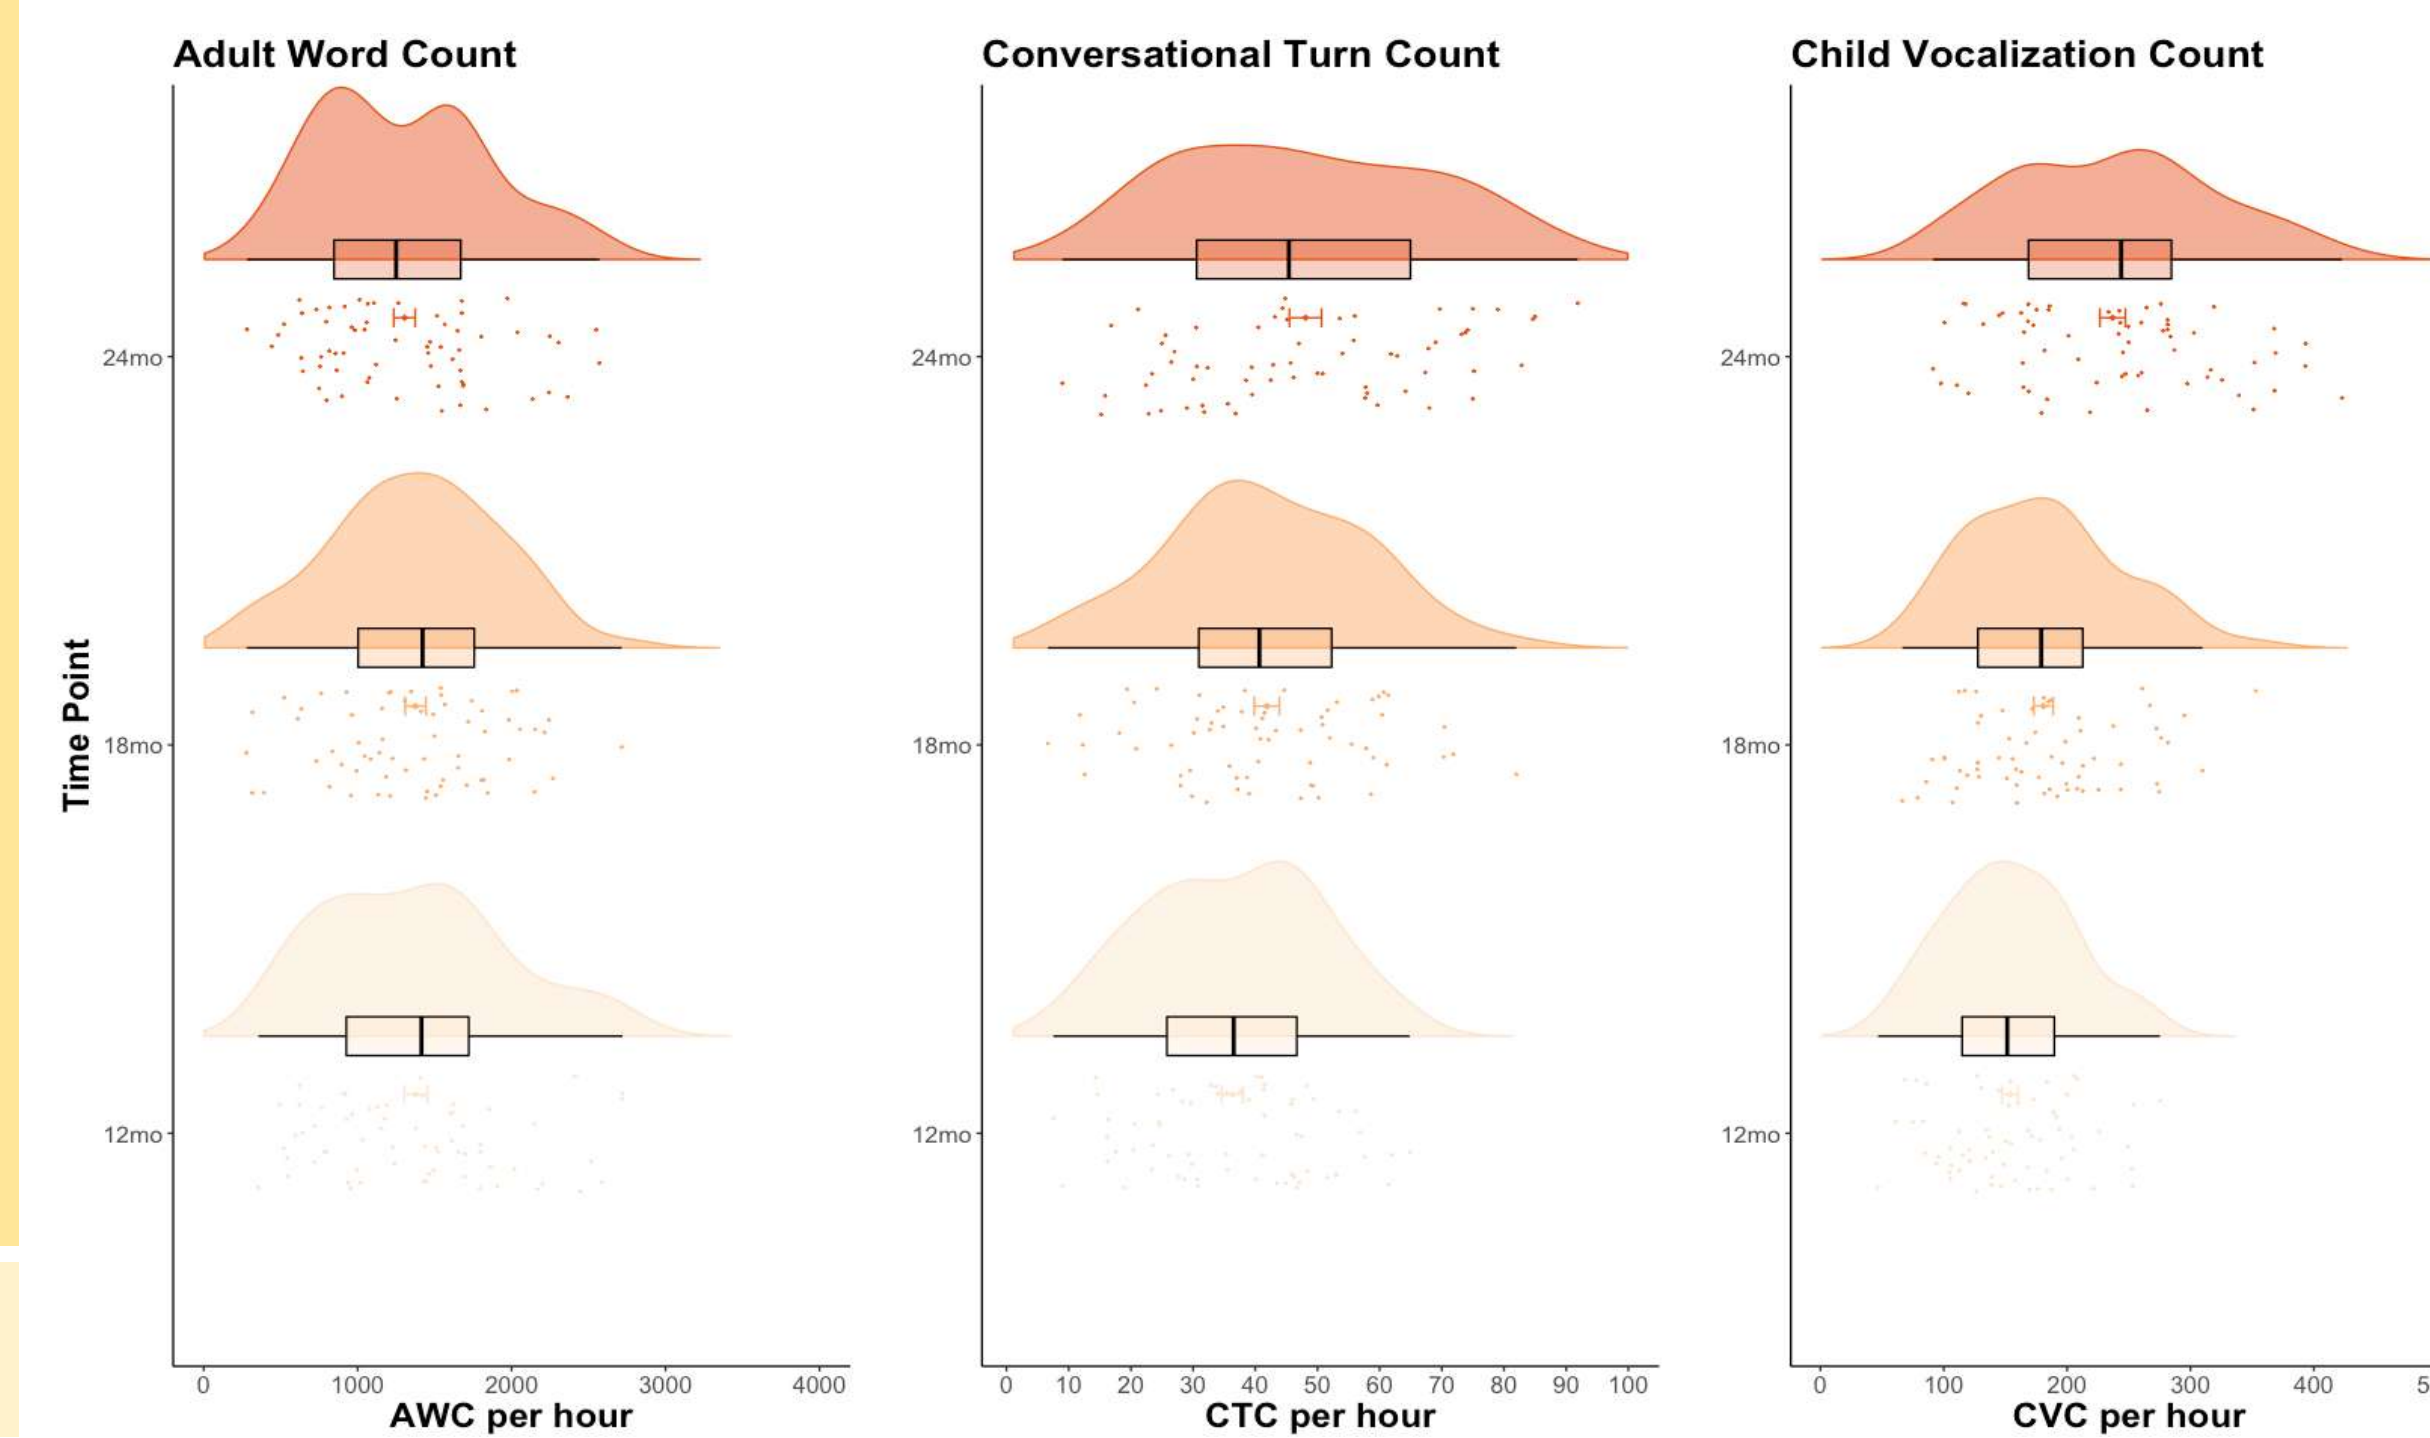 Adult Word Count
Conversational Turn Count
Child Vocalization Count
Time Point
24mo
18mo
12mo
24mo
18mo
12mo
24mo
18mo
12mo
0 1000 2000 3000 4000
0 10 20 30 40 50 60 70 80 90 100
0 100 200 300 400
AWC per hour
CTC per hour
CVC per hour